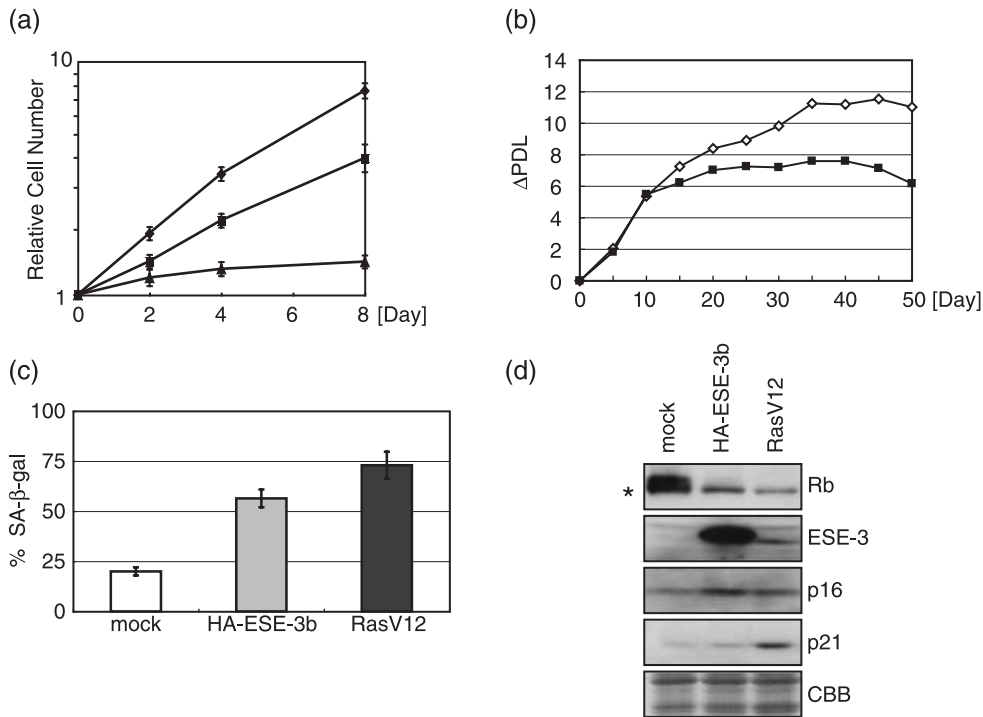 (a)
10
Relative Cell Number
1
0
2
4
6
8 [Day]
(b)
14
12
10
8
6
4
2
0
ΔPDL
0
10
20
30
40
50 [Day]
(c)
100
75
50
25
0
% SA-β-gal
mock
HA-ESE-3b
RasV12
(d)
mock
HA-ESE-3b
RasV12
*
Rb
ESE-3
p16
p21
CBB